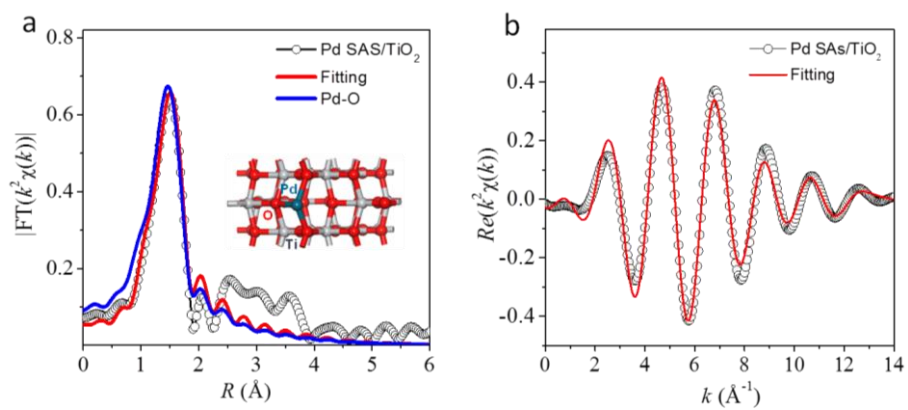 a
0.8
0.6
0.4
0.2
|FT(k²χ(k))|
Pd SAS/TiO₂
Fitting
Pd-O
Pd
O
Ti
0 1 2 3 4 5 6
R (Å)
b
0.4
0.2
0.0
-0.2
-0.4
Re(k²χ(k))
Pd SAs/TiO₂
Fitting
0 2 4 6 8 10 12 14
k (Å⁻¹)